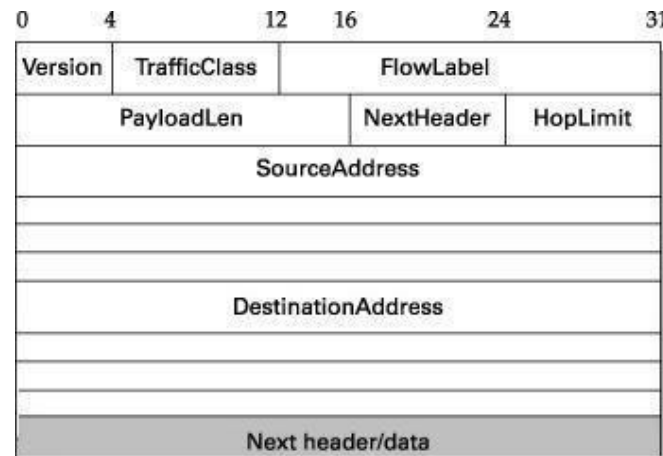 0 4 12 16 24 31
Version TrafficClass FlowLabel
PayloadLen NextHeader HopLimit
SourceAddress
DestinationAddress
Next header/data